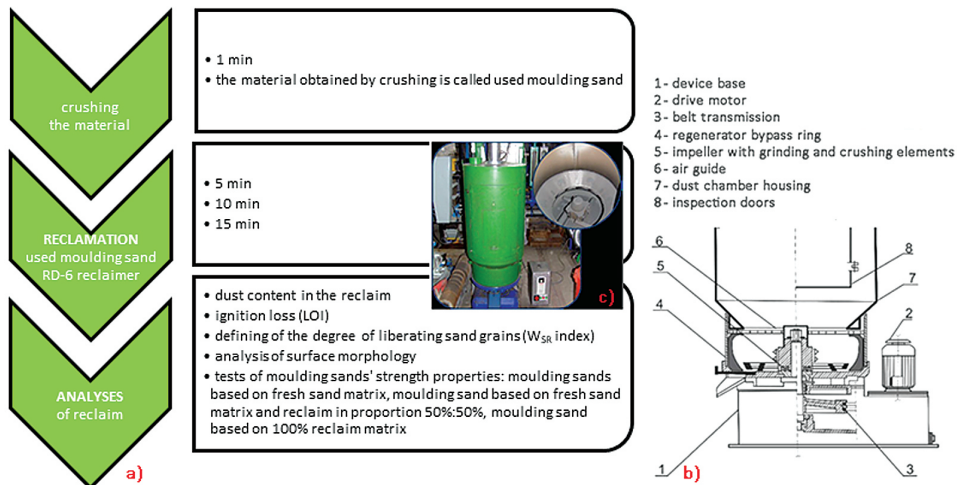 crushing
the material
• 1 min
• the material obtained by crushing is called used moulding sand
RECLAMATION
used moulding sand
RD-6 reclaimer
• 5 min
• 10 min
• 15 min
c)
ANALYSES
of reclaim
• dust content in the reclaim
• ignition loss (LOI)
• defining of the degree of liberating sand grains (WSR index)
• analysis of surface morphology
• tests of moulding sands' strength properties: moulding sands
based on fresh sand matrix, moulding sand based on fresh sand
matrix and reclaim in proportion 50%:50%, moulding sand
based on 100% reclaim matrix
a)
1 - device base
2 - drive motor
3 - belt transmission
4 - regenerator bypass ring
5 - impeller with grinding and crushing elements
6 - air guide
7 - dust chamber housing
8 - inspection doors
6
8
5
7
4
2
1
3
b)